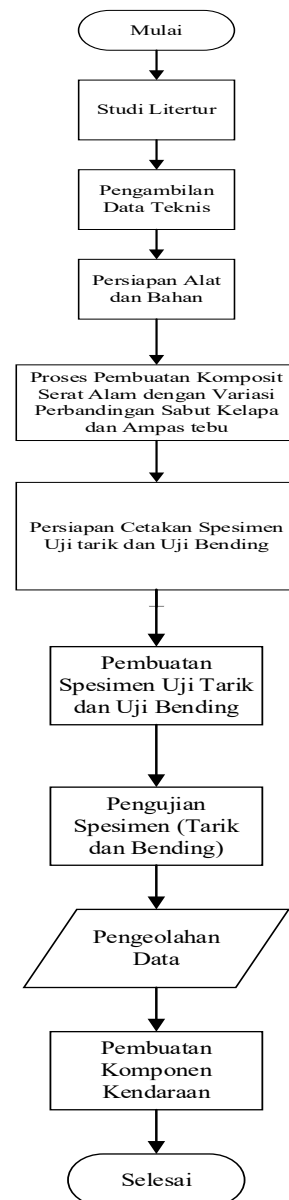 Mulai
Studi Litertur
Pengambilan
Data Teknis
Persiapan Alat
dan Bahan
Proses Pembuatan Komposit
Serat Alam dengan Variasi
Perbandingan Sabut Kelapa
dan Ampas tebu
Persiapan Cetakan Spesimen
Uji tarik dan Uji Bending
Pembuatan
Spesimen Uji Tarik
dan Uji Bending
Pengujian
Spesimen (Tarik
dan Bending)
Pengeolahan
Data
Pembuatan
Komponen
Kendaraan
Selesai